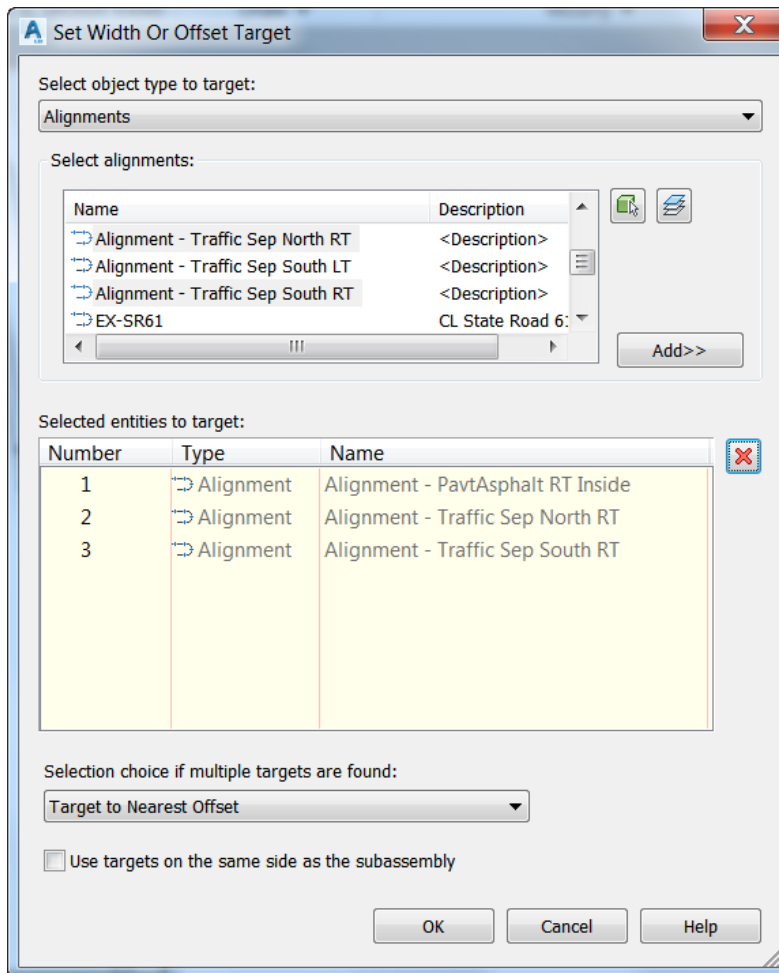 Set Width Or Offset Target
Select object type to target:
Alignments
Select alignments:
Name Description
Alignment - Traffic Sep North RT <Description>
Alignment - Traffic Sep South LT <Description>
Alignment - Traffic Sep South RT <Description>
EX-SR61 CL State Road 61
Add>>
Selected entities to target:
Number Type Name
1 Alignment Alignment - PavtAsphalt RT Inside
2 Alignment Alignment - Traffic Sep North RT
3 Alignment Alignment - Traffic Sep South RT
Selection choice if multiple targets are found:
Target to Nearest Offset
Use targets on the same side as the subassembly
OK Cancel Help